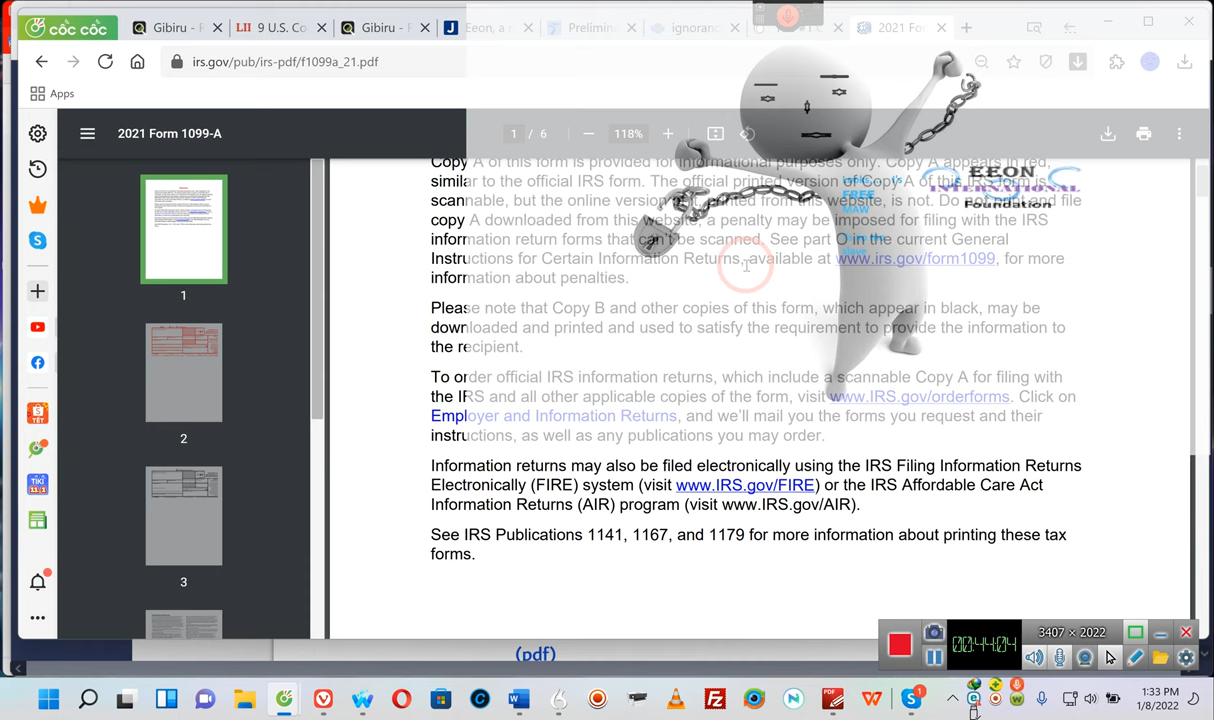 cốc cốc
Gibiru - F
9 U.S. Co
Gibiru - F
Eeon, a n
Prelimin
ignoranc
#1 C
2021 For
irs.gov/pub/irs-pdf/f1099a_21.pdf
Apps
2021 Form 1099-A
1 / 6
118%
Copy A of this form is provided for informational purposes only. Copy A appears in red,
similar to the official IRS form. The official printed version of Copy A of this IRS form is
scannable, but the online version of it, printed from this website, is not. Do not print and file
copy A downloaded from this website; a penalty may be imposed for filing with the IRS
information return forms that can't be scanned. See part O in the current General
Instructions for Certain Information Returns, available at www.irs.gov/form1099, for more
information about penalties.
EEON
INTERNATIONAL
Foundation
FREE
MAW
Please note that Copy B and other copies of this form, which appear in black, may be
downloaded and printed and used to satisfy the requirement to provide the information to
the recipient.
To order official IRS information returns, which include a scannable Copy A for filing with
the IRS and all other applicable copies of the form, visit www.IRS.gov/orderforms. Click on
Employer and Information Returns, and we'll mail you the forms you request and their
instructions, as well as any publications you may order.
Information returns may also be filed electronically using the IRS Filing Information Returns
Electronically (FIRE) system (visit www.IRS.gov/FIRE) or the IRS Affordable Care Act
Information Returns (AIR) program (visit www.IRS.gov/AIR).
See IRS Publications 1141, 1167, and 1179 for more information about printing these tax
forms.
1
2
3
(pdf)
00:44:04
3407 × 2022
1:33 PM
1/8/2022